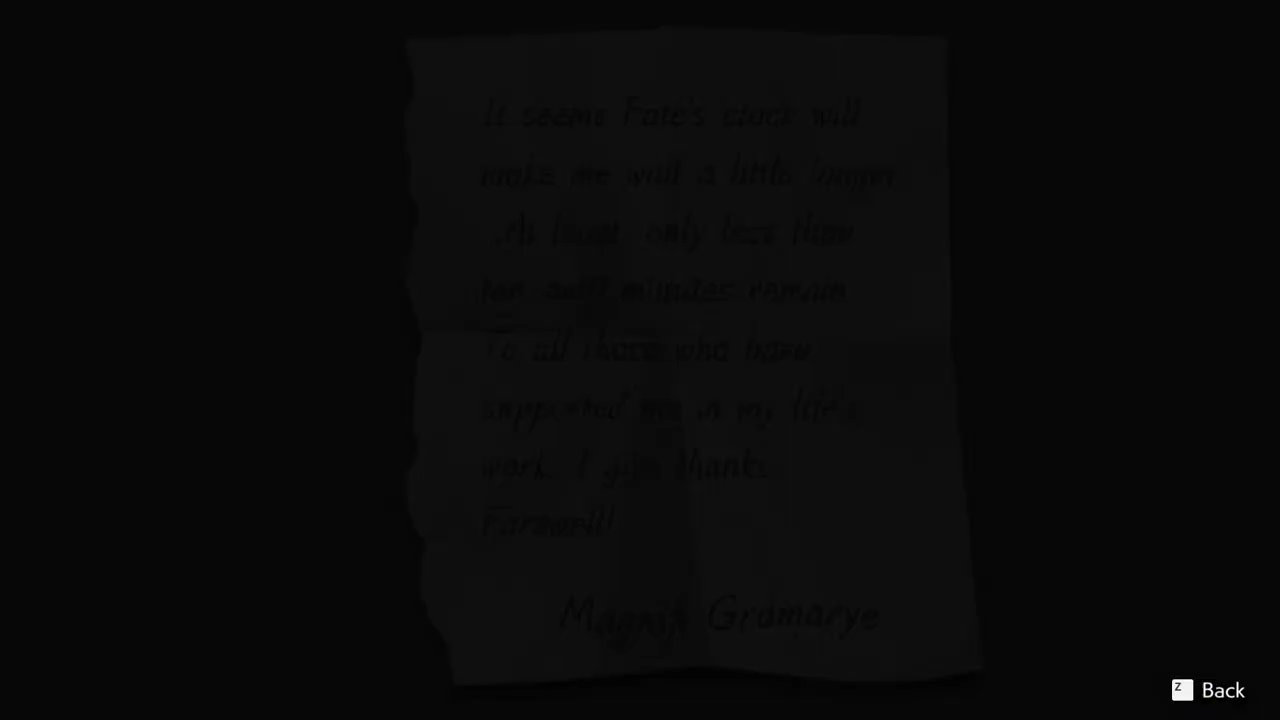 It seems Fate's clock will
make me wait a little longer
At least only less than
ten minutes remain
To all those who have
supported me in my life's
work, I give thanks.
Farewell!
Magnifi Gramarye
Z Back